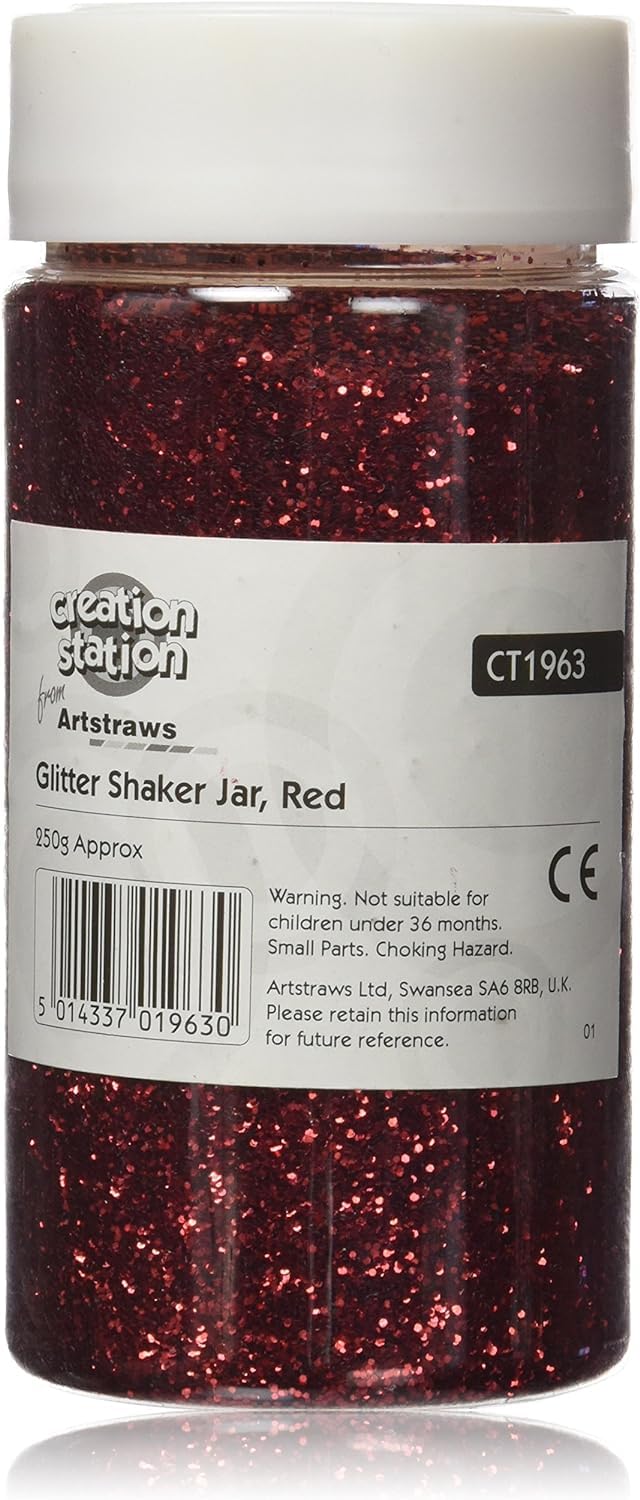 creation
station
from
Artstraws
CT1963
Glitter Shaker Jar, Red
250g Approx
CE
Warning. Not suitable for
children under 36 months.
Small Parts. Choking Hazard.
Artstraws Ltd, Swansea SA6 8RB, U.K.
Please retain this information
for future reference.
01
5 014337 019630